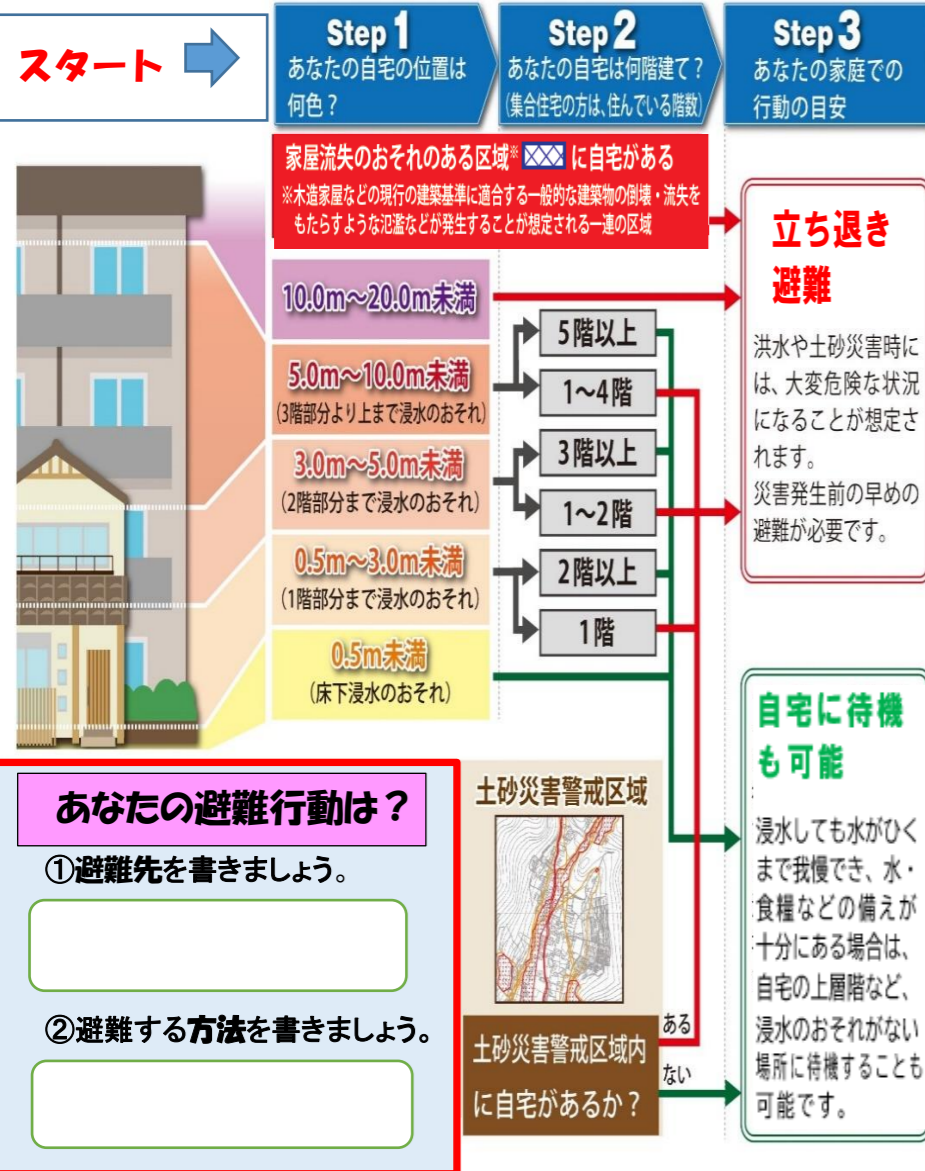 スタート
Step 1
あなたの自宅の位置は
何色？
Step 2
あなたの自宅は何階建て？
(集合住宅の方は、住んでいる階数)
Step 3
あなたの家庭での
行動の目安
家屋流失のおそれのある区域※ に自宅がある
※木造家屋などの現行の建築基準に適合する一般的な建築物の倒壊・流失を
もたらすような氾濫などが発生することが想定される一連の区域
10.0m～20.0m未満
5.0m～10.0m未満
(3階部分より上まで浸水のおそれ)
3.0m～5.0m未満
(2階部分まで浸水のおそれ)
0.5m～3.0m未満
(1階部分まで浸水のおそれ)
0.5m未満
(床下浸水のおそれ)
5階以上
1～4階
3階以上
1～2階
2階以上
1階
立ち退き
避難
洪水や土砂災害時に
は、大変危険な状況
になることが想定さ
れます。
災害発生前の早めの
避難が必要です。
自宅に待機
も可能
浸水しても水がひく
まで我慢でき、水・
食糧などの備えが
十分にある場合は、
自宅の上層階など、
浸水のおそれがない
場所に待機することも
可能です。
土砂災害警戒区域
土砂災害警戒区域内
に自宅があるか？
ある
ない
あなたの避難行動は？
①避難先を書きましょう。
②避難する方法を書きましょう。